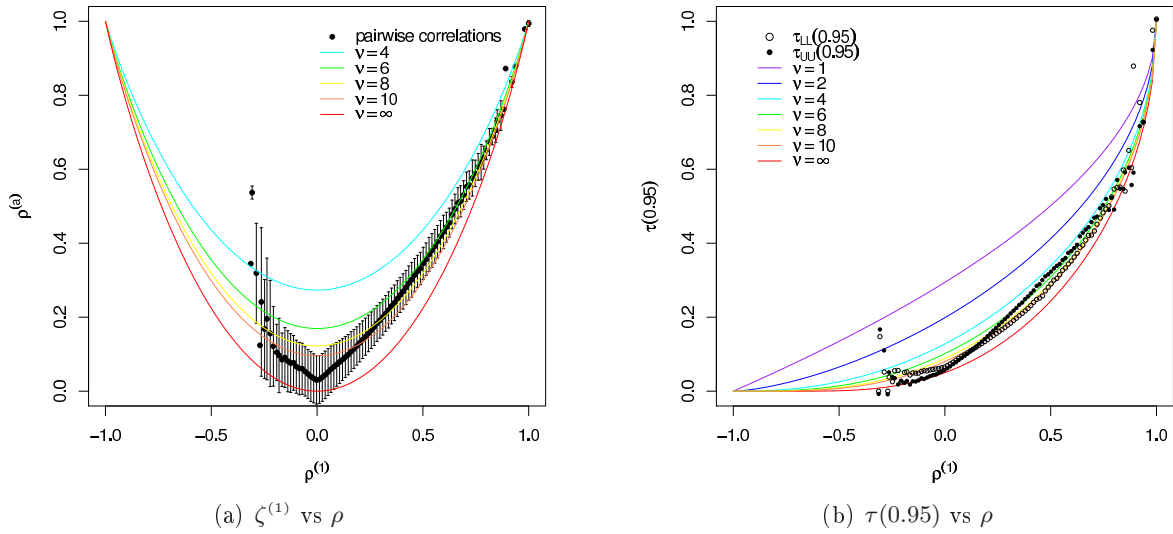 1.0
0.8
0.6
0.4
0.2
0.0
ρ(a)
−1.0 −0.5 0.0 0.5 1.0
ρ(1)
pairwise correlations
ν = 4
ν = 6
ν = 8
ν = 10
ν = ∞
(a) ζ(1) vs ρ
1.0
0.8
0.6
0.4
0.2
0.0
τ(0.95)
−1.0 −0.5 0.0 0.5 1.0
ρ(1)
τLL(0.95)
τUU(0.95)
ν = 1
ν = 2
ν = 4
ν = 6
ν = 8
ν = 10
ν = ∞
(b) τ(0.95) vs ρ